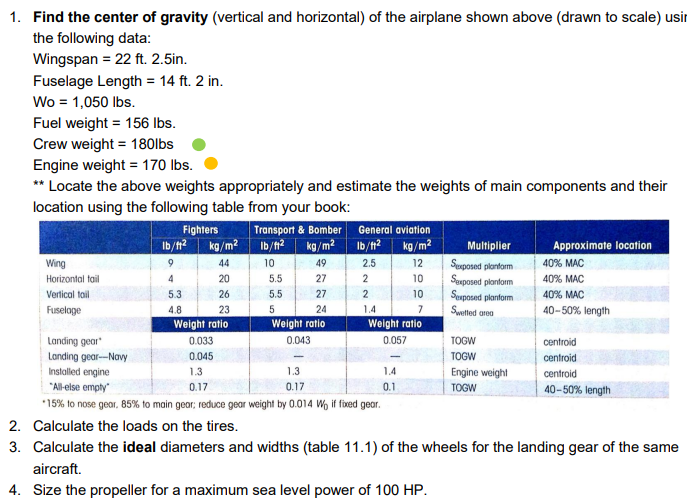 1. Find the center of gravity (vertical and horizontal) of the airplane shown above (drawn to scale) usin
the following data:
Wingspan = 22 ft. 2.5in.
Fuselage Length = 14 ft. 2 in.
Wo = 1,050 lbs.
Fuel weight = 156 lbs.
Crew weight = 180lbs
Engine weight = 170 lbs.
** Locate the above weights appropriately and estimate the weights of main components and their
location using the following table from your book:
Fighters Transport & Bomber General aviation
lb/ft² kg/m² lb/ft² kg/m² lb/ft² kg/m² Multiplier Approximate location
Wing 9 44 10 49 2.5 12 Sexposed planform 40% MAC
Horizontal tail 4 20 5.5 27 2 10 Sexposed planform 40% MAC
Vertical tail 5.3 26 5.5 27 2 10 Sexposed planform 40% MAC
Fuselage 4.8 23 5 24 1.4 7 Swetted area 40-50% length
Weight ratio Weight ratio Weight ratio
Landing gear* 0.033 0.043 0.057 TOGW centroid
Landing gear—Navy 0.045 — — TOGW centroid
Installed engine 1.3 1.3 1.4 Engine weight centroid
"All-else empty" 0.17 0.17 0.1 TOGW 40-50% length
*15% to nose gear, 85% to main gear; reduce gear weight by 0.014 W₀ if fixed gear.
2. Calculate the loads on the tires.
3. Calculate the ideal diameters and widths (table 11.1) of the wheels for the landing gear of the same
aircraft.
4. Size the propeller for a maximum sea level power of 100 HP.